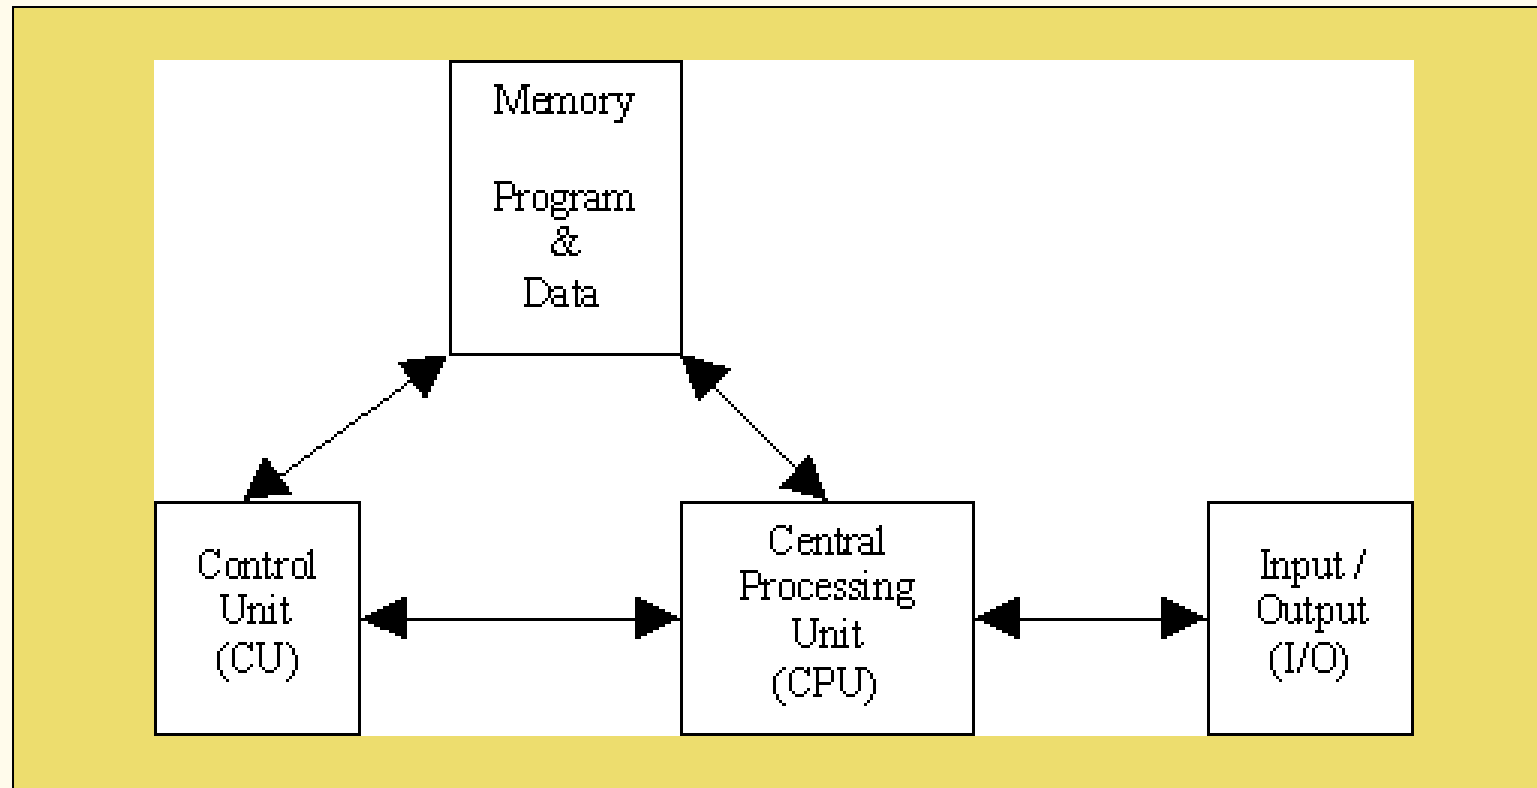 Memory
Program
&
Data
Control
Unit
(CU)
Central
Processing
Unit
(CPU)
Input /
Output
(I/O)